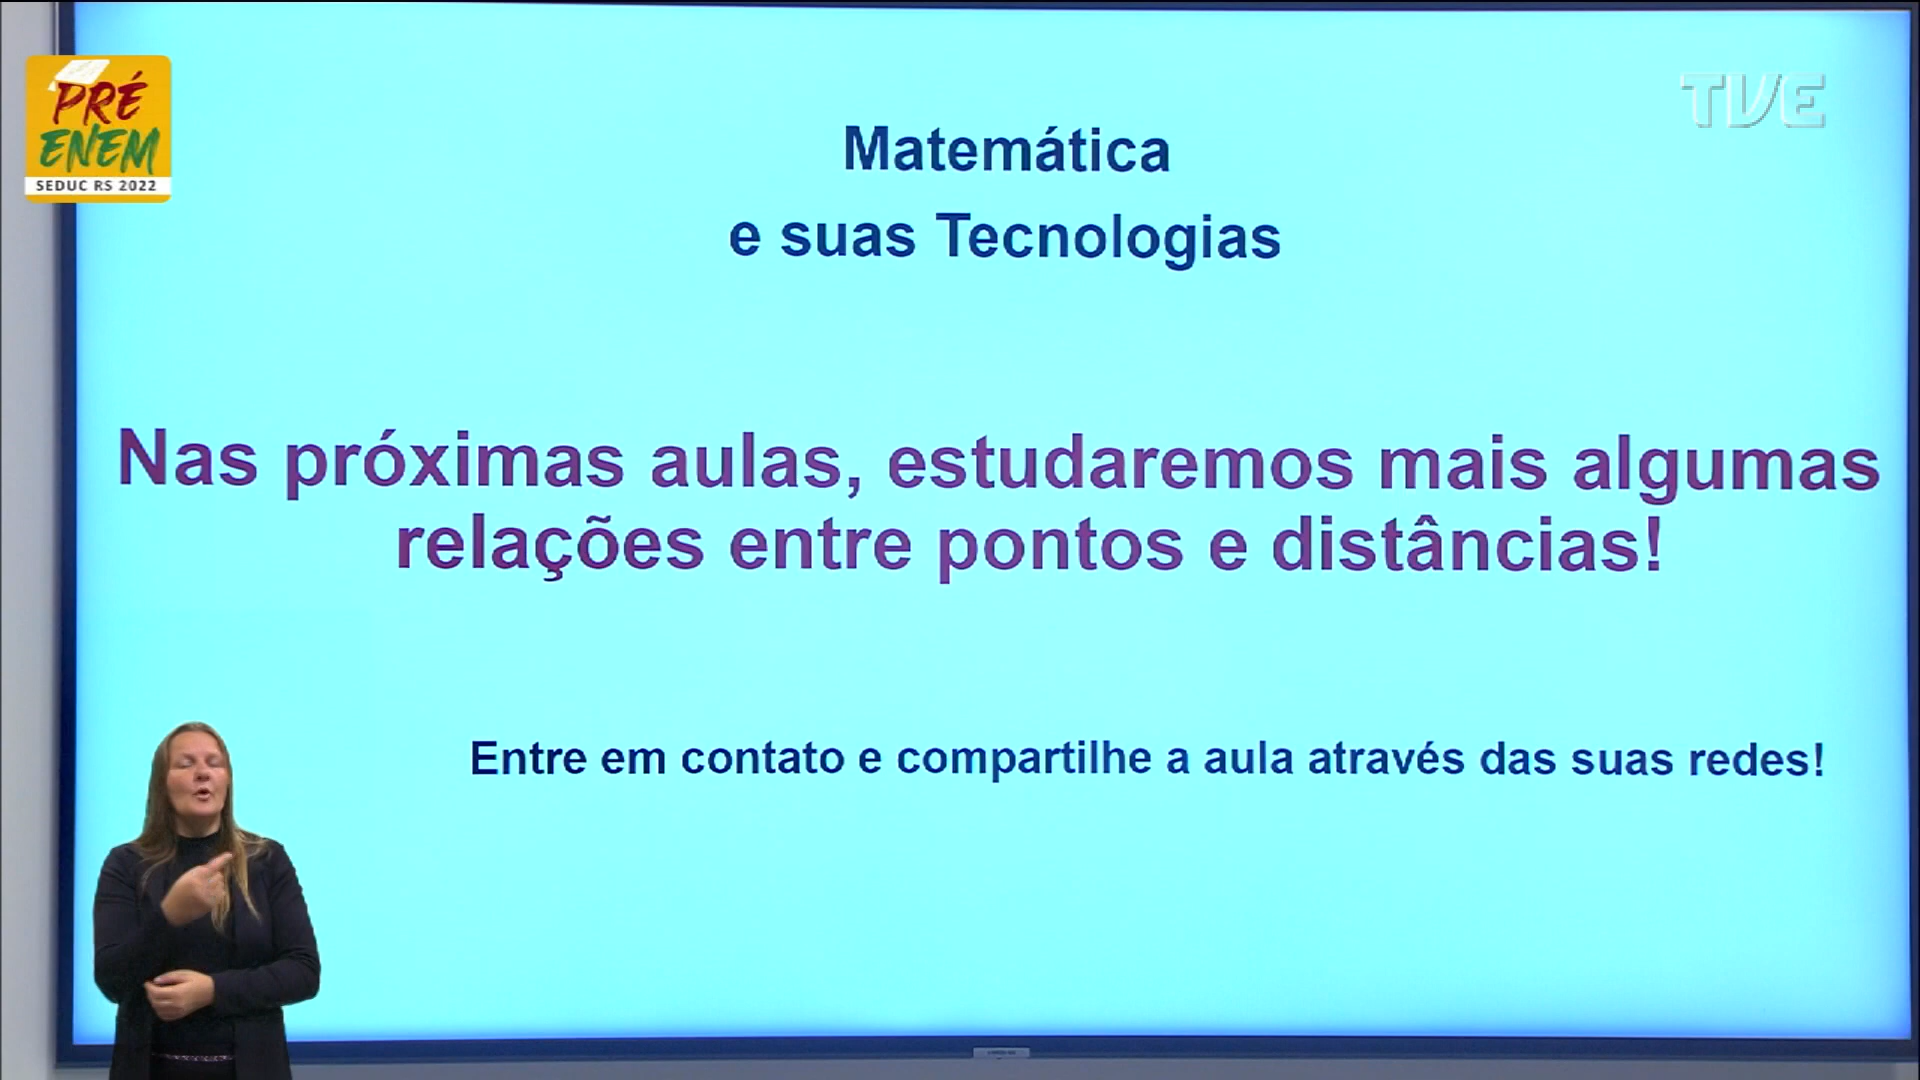 PRÉ
ENEM
SEDUC RS 2022
TVE
Matemática
e suas Tecnologias
Nas próximas aulas, estudaremos mais algumas
relações entre pontos e distâncias!
Entre em contato e compartilhe a aula através das suas redes!